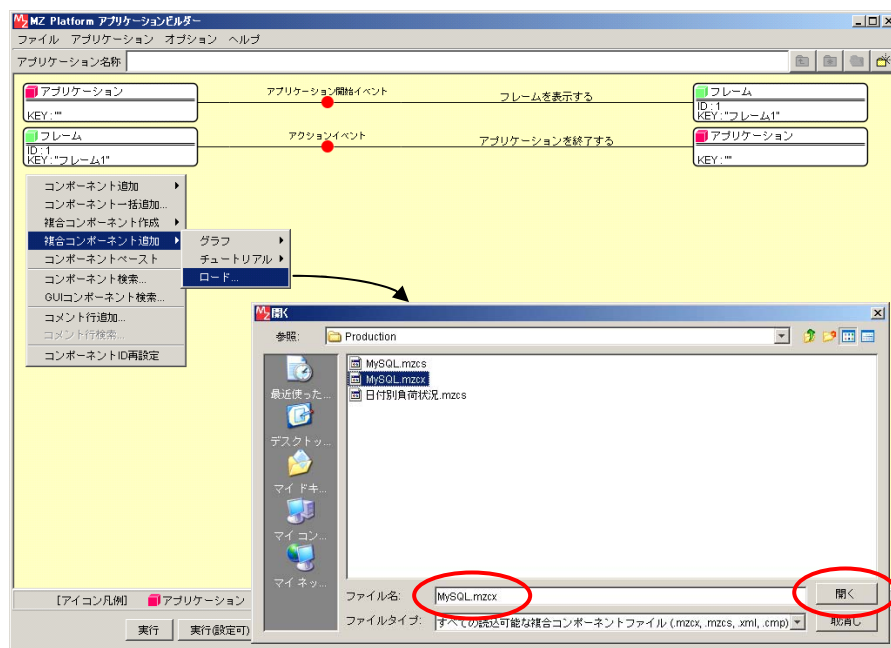 MZ Platform アプリケーションビルダー
ファイル アプリケーション オプション ヘルプ
アプリケーション名称
アプリケーション
KEY:""
アプリケーション開始イベント
フレームを表示する
フレーム
ID:1
KEY:"フレーム1"
フレーム
ID:1
KEY:"フレーム1"
アクションイベント
アプリケーションを終了する
アプリケーション
KEY:""
コンポーネント追加
コンポーネント一括追加...
複合コンポーネント作成
複合コンポーネント追加
コンポーネントペースト
コンポーネント検索...
GUIコンポーネント検索...
コメント行追加...
コメント行検索...
コンポーネントID再設定
グラフ
チュートリアル
ロード...
開く
参照:
Production
最近使った...
デスクトッ...
マイ ドキ...
マイ コン...
マイ ネッ...
MySQL.mzcs
MySQL.mzcx
日付別負荷状況.mzcs
ファイル名:
MySQL.mzcx
開く
ファイルタイプ:
すべての読込可能な複合コンポーネントファイル (.mzcx, .mzcs, .xml, .cmp)
取消し
[アイコン凡例] アプリケーション
実行
実行(設定可)